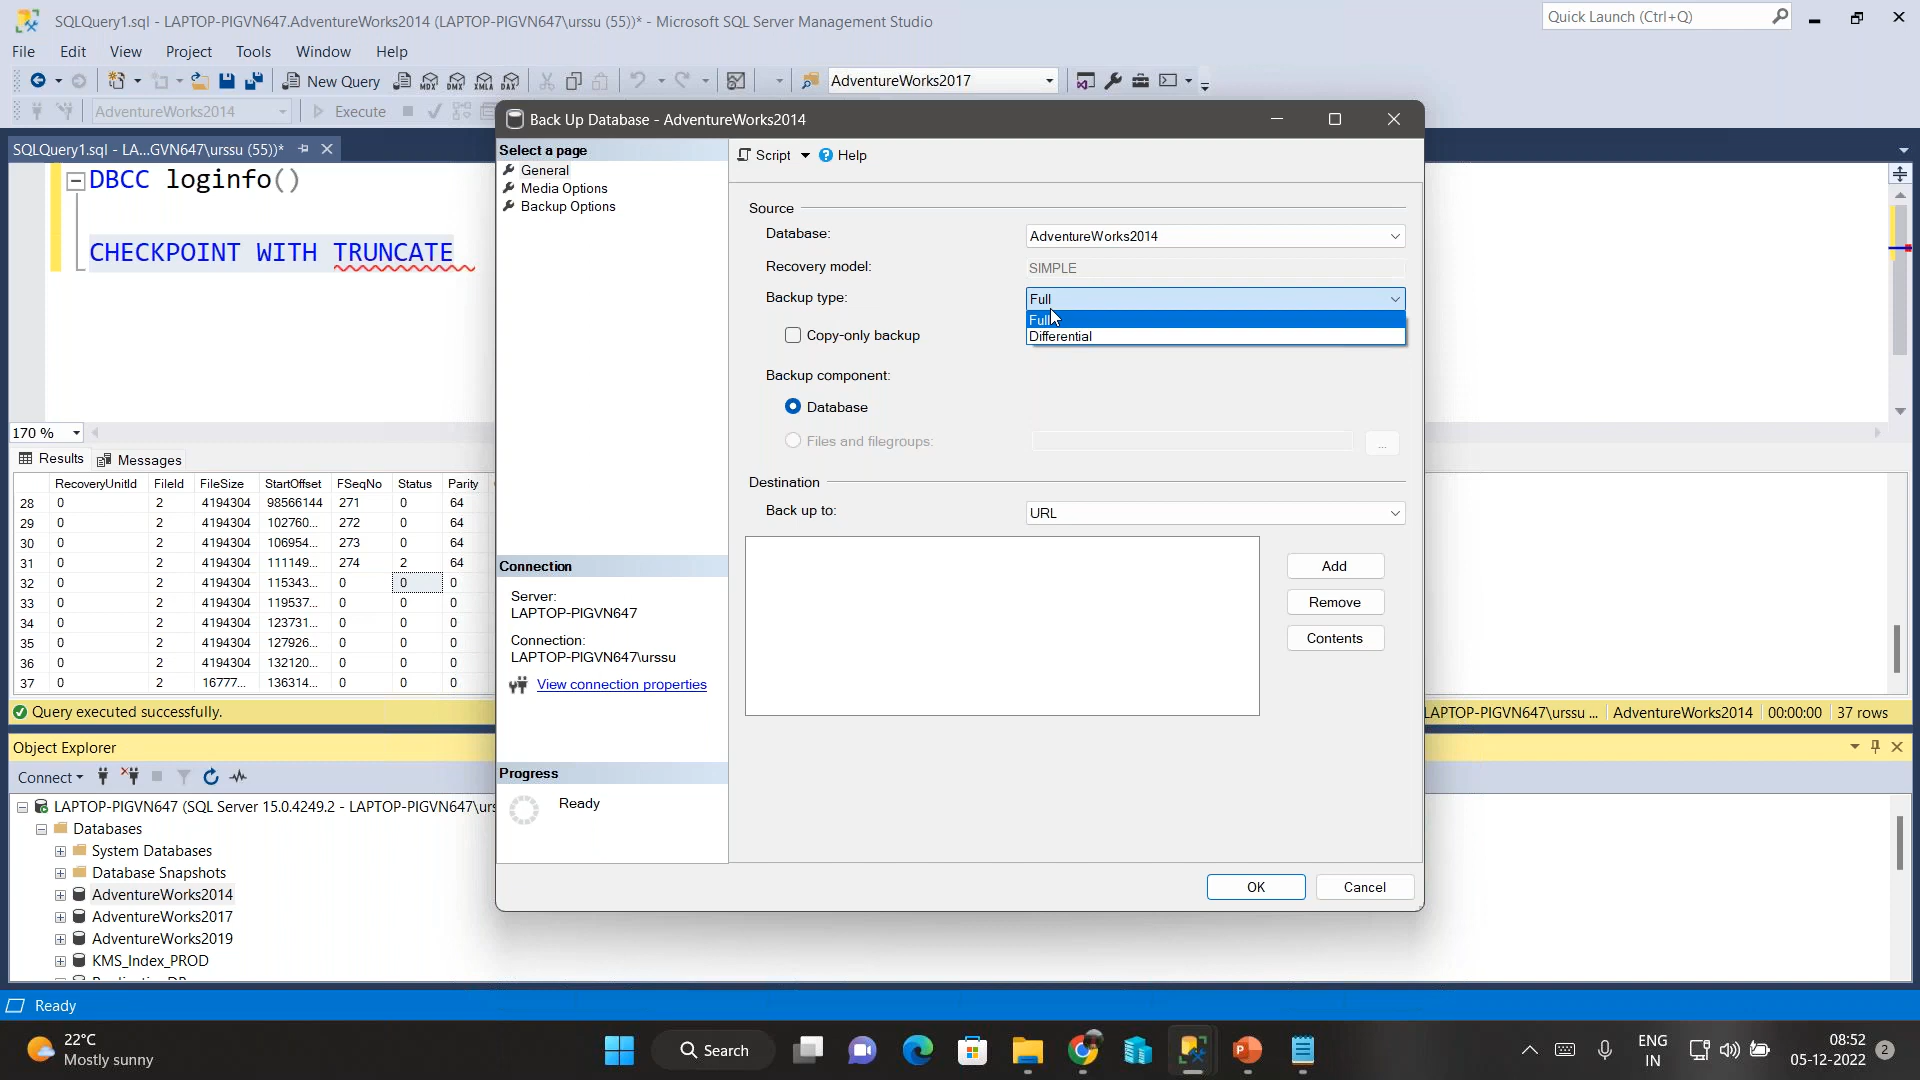 SQLQuery1.sql - LAPTOP-PIGVN647.AdventureWorks2014 (LAPTOP-PIGVN647\urssu (55))* - Microsoft SQL Server Management Studio
Quick Launch (Ctrl+Q)
File Edit View Project Tools Window Help
New Query MDX DMX XMLA DAX AdventureWorks2017
AdventureWorks2014 Execute
SQLQuery1.sql - LA...GVN647\urssu (55))*
DBCC loginfo()
CHECKPOINT WITH TRUNCATE
170 %
Results Messages
RecoveryUnitId FileId FileSize StartOffset FSeqNo Status Parity
28 0 2 4194304 98566144 271 0 64
29 0 2 4194304 102760... 272 0 64
30 0 2 4194304 106954... 273 0 64
31 0 2 4194304 111149... 274 2 64
32 0 2 4194304 115343... 0 0 0
33 0 2 4194304 119537... 0 0 0
34 0 2 4194304 123731... 0 0 0
35 0 2 4194304 127926... 0 0 0
36 0 2 4194304 132120... 0 0 0
37 0 2 16777... 136314... 0 0 0
Query executed successfully.
LAPTOP-PIGVN647\urssu ... AdventureWorks2014 00:00:00 37 rows
Object Explorer
Connect
LAPTOP-PIGVN647 (SQL Server 15.0.4249.2 - LAPTOP-PIGVN647\urs
Databases
System Databases
Database Snapshots
AdventureWorks2014
AdventureWorks2017
AdventureWorks2019
KMS_Index_PROD
Back Up Database - AdventureWorks2014
Select a page
General
Media Options
Backup Options
Connection
Server:
LAPTOP-PIGVN647
Connection:
LAPTOP-PIGVN647\urssu
View connection properties
Progress
Ready
Script Help
Source
Database: AdventureWorks2014
Recovery model: SIMPLE
Backup type: Full
Full
Differential
Copy-only backup
Backup component:
Database
Files and filegroups: ...
Destination
Back up to: URL
Add
Remove
Contents
OK Cancel
Ready
22°C
Mostly sunny
Search
ENG
IN
08:52
05-12-2022
2